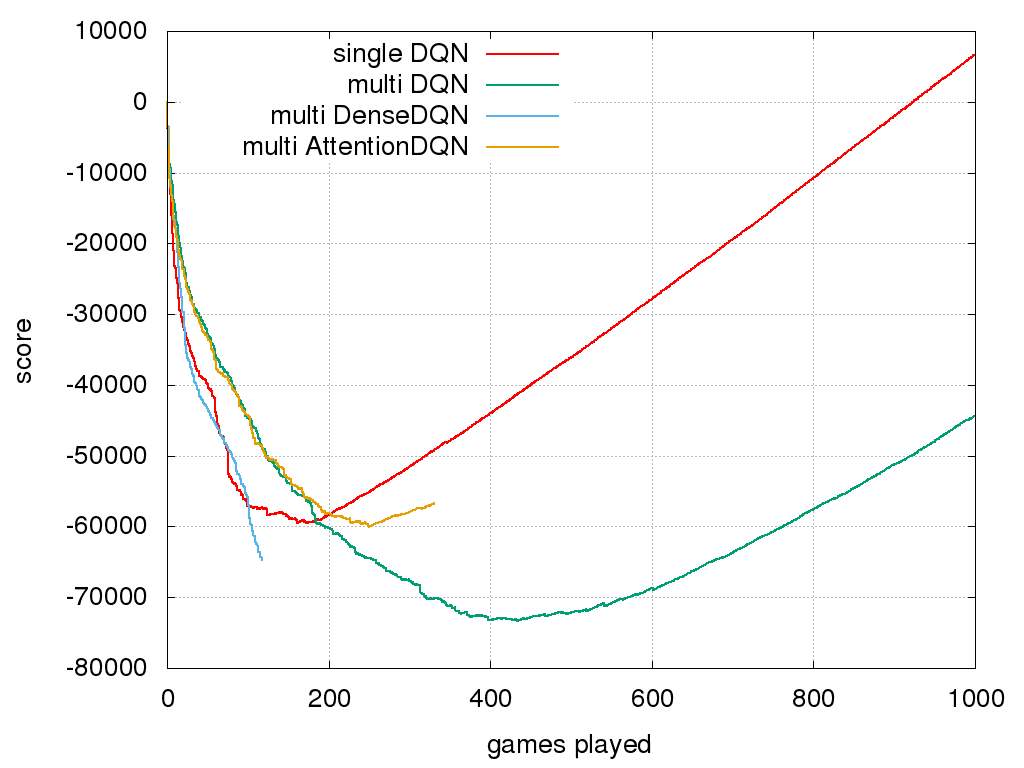 10000
0
-10000
-20000
-30000
-40000
-50000
-60000
-70000
-80000
score
single DQN
multi DQN
multi DenseDQN
multi AttentionDQN
0 200 400 600 800 1000
games played